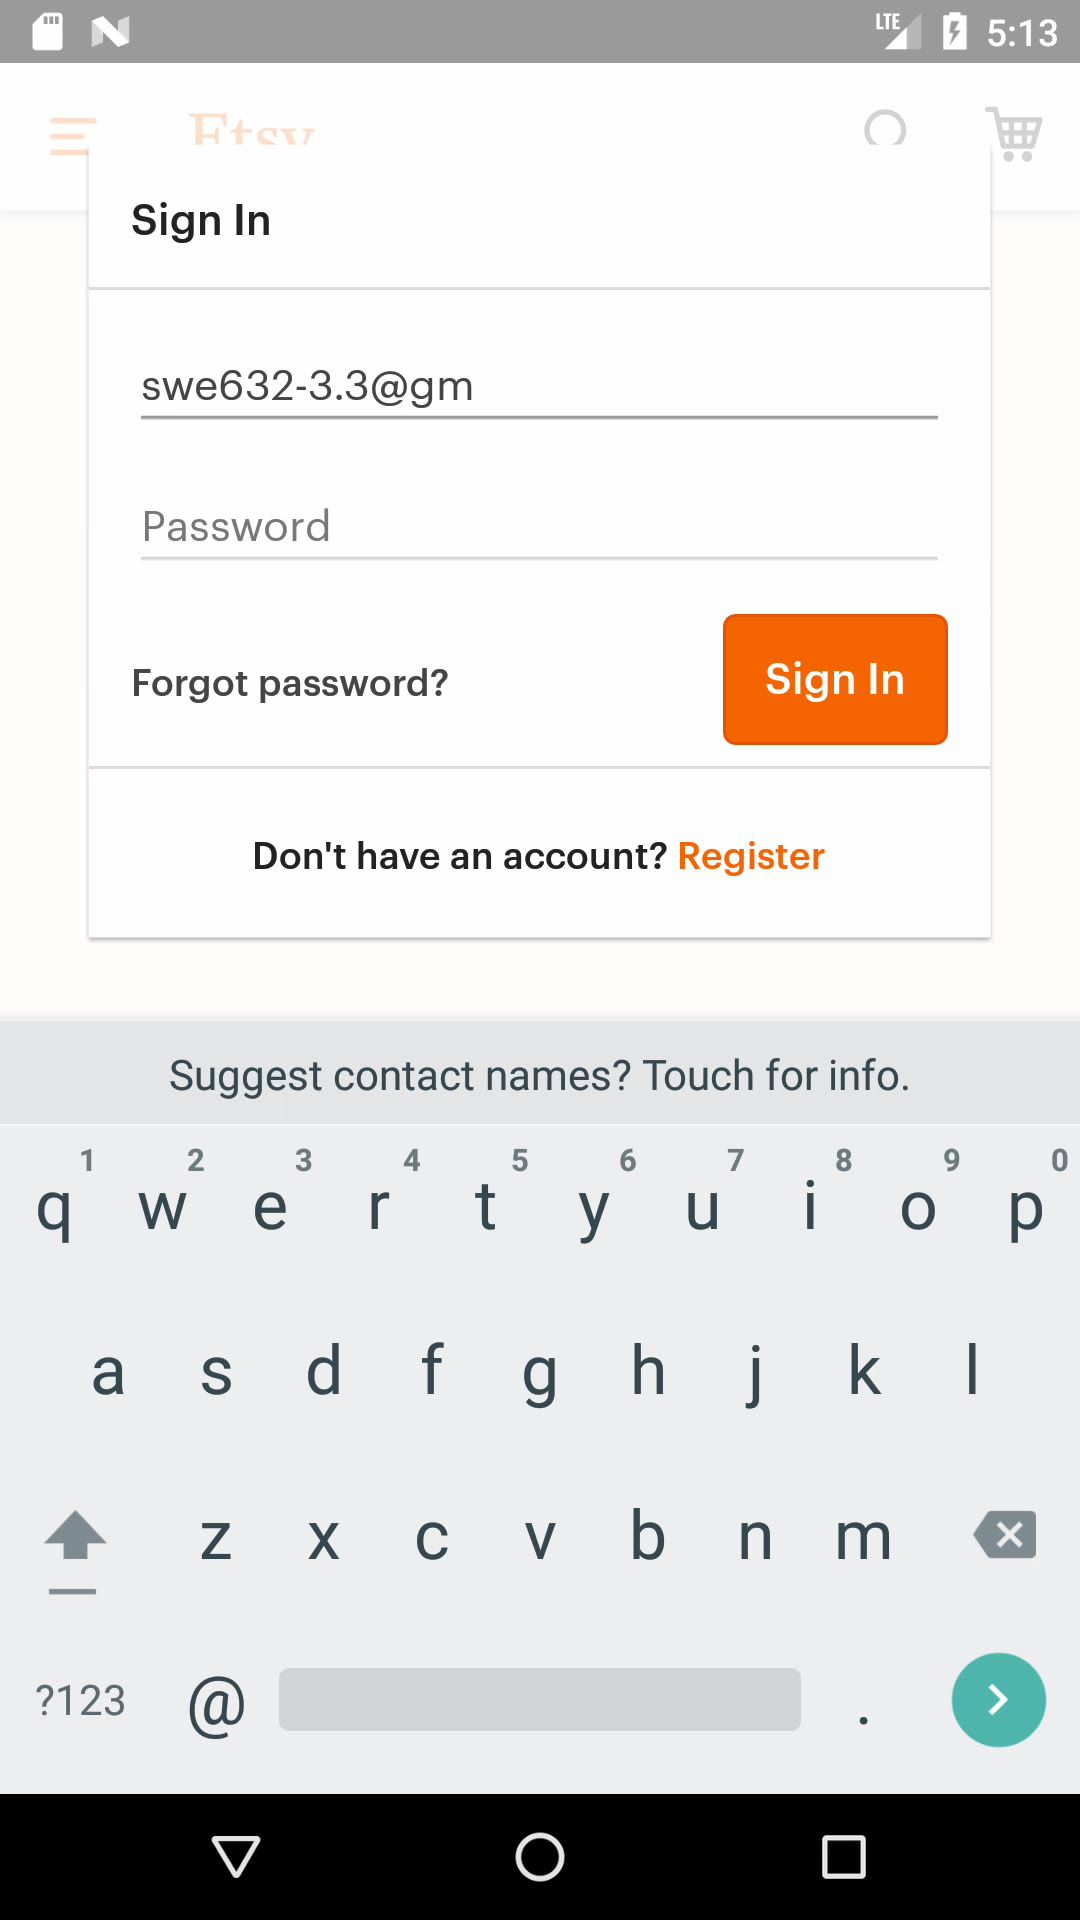 LTE 5:13
Etsy
Sign In
swe632-3.3@gm
Password
Forgot password?
Sign In
Don't have an account? Register
Suggest contact names? Touch for info.
1 2 3 4 5 6 7 8 9 0
q w e r t y u i o p
a s d f g h j k l
z x c v b n m
?123 @ .